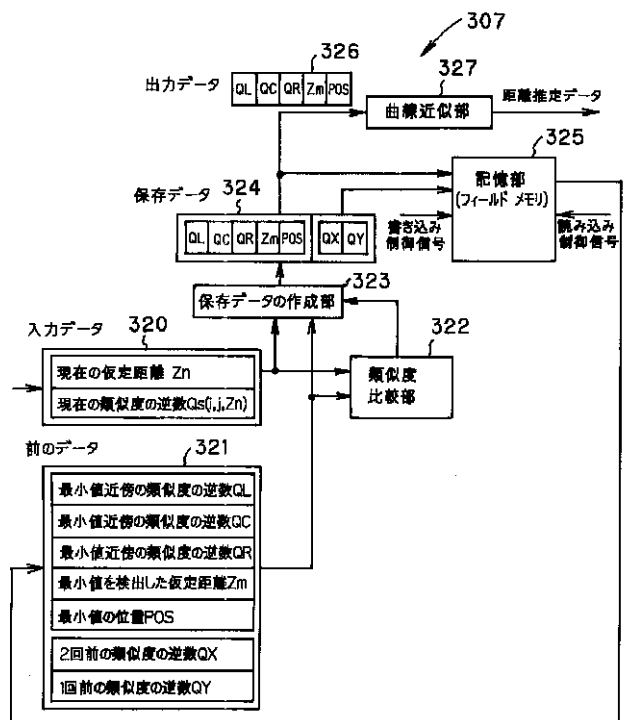 307
326
出力データ
QL QC QR Zm POS
327
曲線近似部
距離推定データ
325
記憶部
(フィールド メモリ)
書き込み
制御信号
読み込み
制御信号
324
保存データ
QL QC QR Zm POS QX QY
323
保存データの作成部
入力データ
320
現在の仮定距離 Zn
現在の類似度の逆数Qs(i,j,Zn)
322
類似度
比較部
前のデータ
321
最小値近傍の類似度の逆数QL
最小値近傍の類似度の逆数QC
最小値近傍の類似度の逆数QR
最小値を検出した仮定距離Zm
最小値の位置POS
2回前の類似度の逆数QX
1回前の類似度の逆数QY